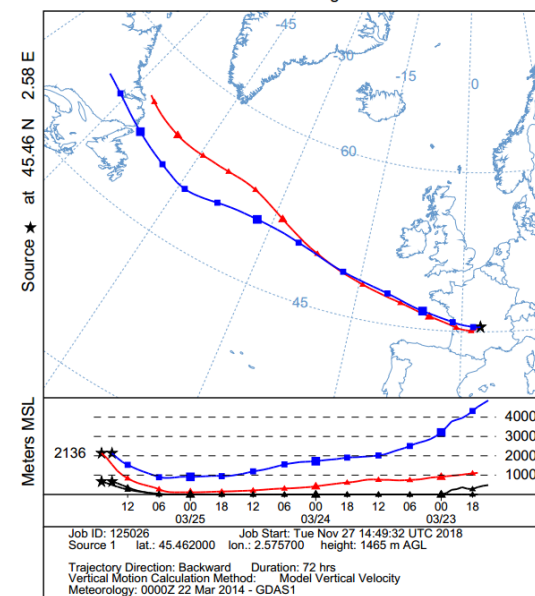 -45
-30
-15
0
60
45
Source ★ at 45.46 N 2.58 E
Meters MSL
2136
4000
3000
2000
1000
12 06 00 18 12 06 00 18 12 06 00 18
03/25 03/24 03/23
Job ID: 125026 Job Start: Tue Nov 27 14:49:32 UTC 2018
Source 1 lat.: 45.462000 lon.: 2.575700 height: 1465 m AGL
Trajectory Direction: Backward Duration: 72 hrs
Vertical Motion Calculation Method: Model Vertical Velocity
Meteorology: 0000Z 22 Mar 2014 - GDAS1